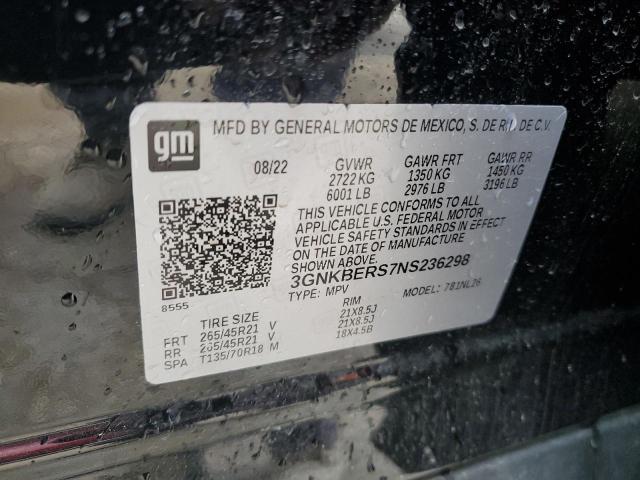 gm
MFD BY GENERAL MOTORS DE MEXICO, S. DE R.L. DE C.V.
08/22 GVWR GAWR FRT GAWR RR
2722 KG 1350 KG 1450 KG
6001 LB 2976 LB 3196 LB
THIS VEHICLE CONFORMS TO ALL
APPLICABLE U.S. FEDERAL MOTOR
VEHICLE SAFETY STANDARDS IN EFFECT
ON THE DATE OF MANUFACTURE
SHOWN ABOVE.
3GNKBERS7NS236298
TYPE: MPV MODEL: 781NL26
8555
TIRE SIZE RIM
FRT 265/45R21 V 21X8.5J
RR 265/45R21 V 21X8.5J
SPA T135/70R18 M 18X4.5B